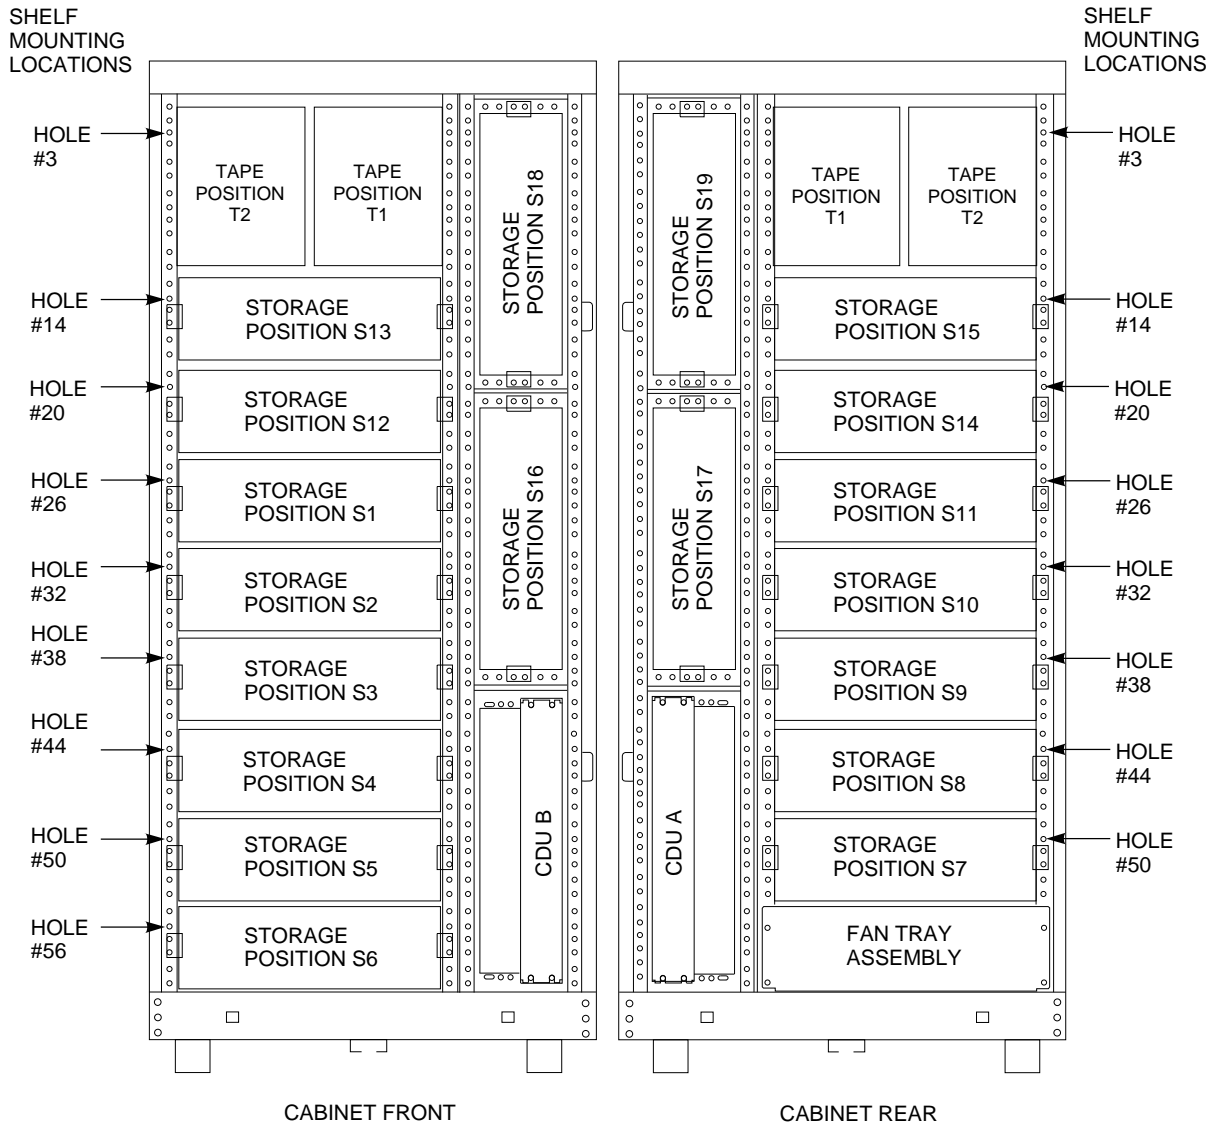 SHELF
MOUNTING
LOCATIONS
SHELF
MOUNTING
LOCATIONS
HOLE
#3
HOLE
#14
HOLE
#20
HOLE
#26
HOLE
#32
HOLE
#38
HOLE
#44
HOLE
#50
HOLE
#56
TAPE
POSITION
T2
TAPE
POSITION
T1
STORAGE
POSITION S13
STORAGE
POSITION S12
STORAGE
POSITION S1
STORAGE
POSITION S2
STORAGE
POSITION S3
STORAGE
POSITION S4
STORAGE
POSITION S5
STORAGE
POSITION S6
STORAGE
POSITION S18
STORAGE
POSITION S16
CDU B
STORAGE
POSITION S19
STORAGE
POSITION S17
CDU A
TAPE
POSITION
T1
TAPE
POSITION
T2
STORAGE
POSITION S15
STORAGE
POSITION S14
STORAGE
POSITION S11
STORAGE
POSITION S10
STORAGE
POSITION S9
STORAGE
POSITION S8
STORAGE
POSITION S7
FAN TRAY
ASSEMBLY
HOLE
#3
HOLE
#14
HOLE
#20
HOLE
#26
HOLE
#32
HOLE
#38
HOLE
#44
HOLE
#50
CABINET FRONT
CABINET REAR